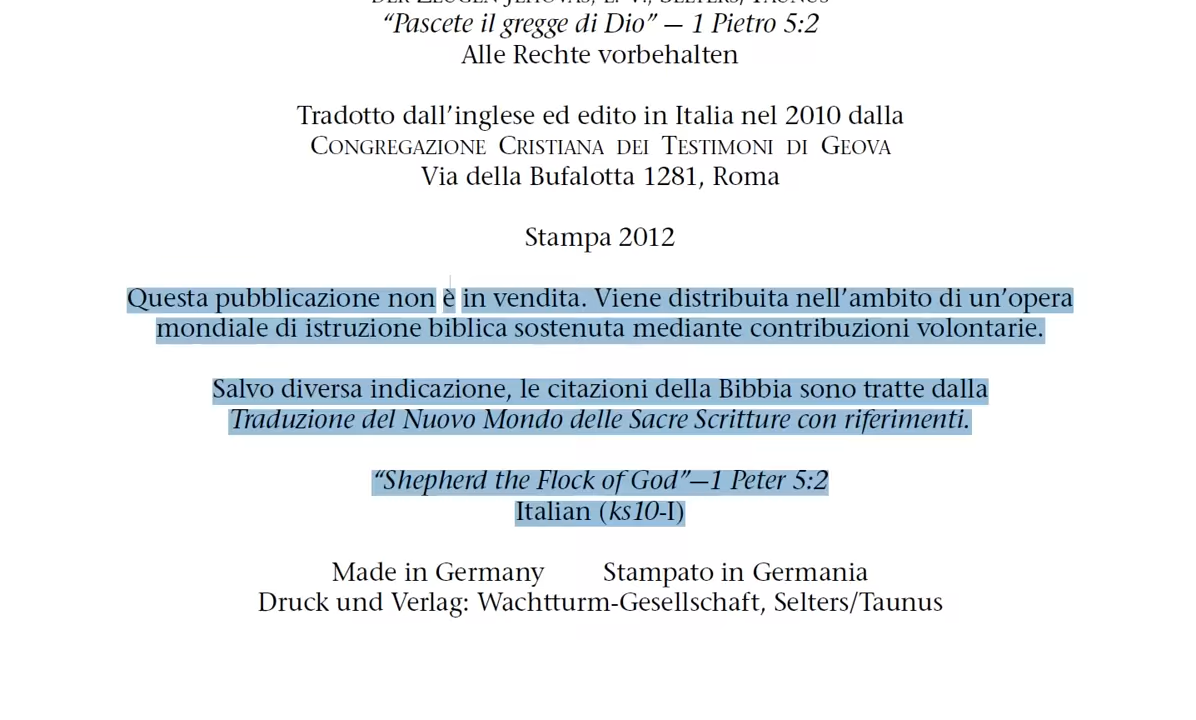 DER ZEUGEN JEHOVAS, E. V., SELTERS/TAUNUS
“Pascete il gregge di Dio” — 1 Pietro 5:2
Alle Rechte vorbehalten
Tradotto dall’inglese ed edito in Italia nel 2010 dalla
CONGREGAZIONE CRISTIANA DEI TESTIMONI DI GEOVA
Via della Bufalotta 1281, Roma
Stampa 2012
Questa pubblicazione non è in vendita. Viene distribuita nell’ambito di un’opera
mondiale di istruzione biblica sostenuta mediante contribuzioni volontarie.
Salvo diversa indicazione, le citazioni della Bibbia sono tratte dalla
Traduzione del Nuovo Mondo delle Sacre Scritture con riferimenti.
“Shepherd the Flock of God”—1 Peter 5:2
Italian (ks10-I)
Made in Germany Stampato in Germania
Druck und Verlag: Wachtturm-Gesellschaft, Selters/Taunus